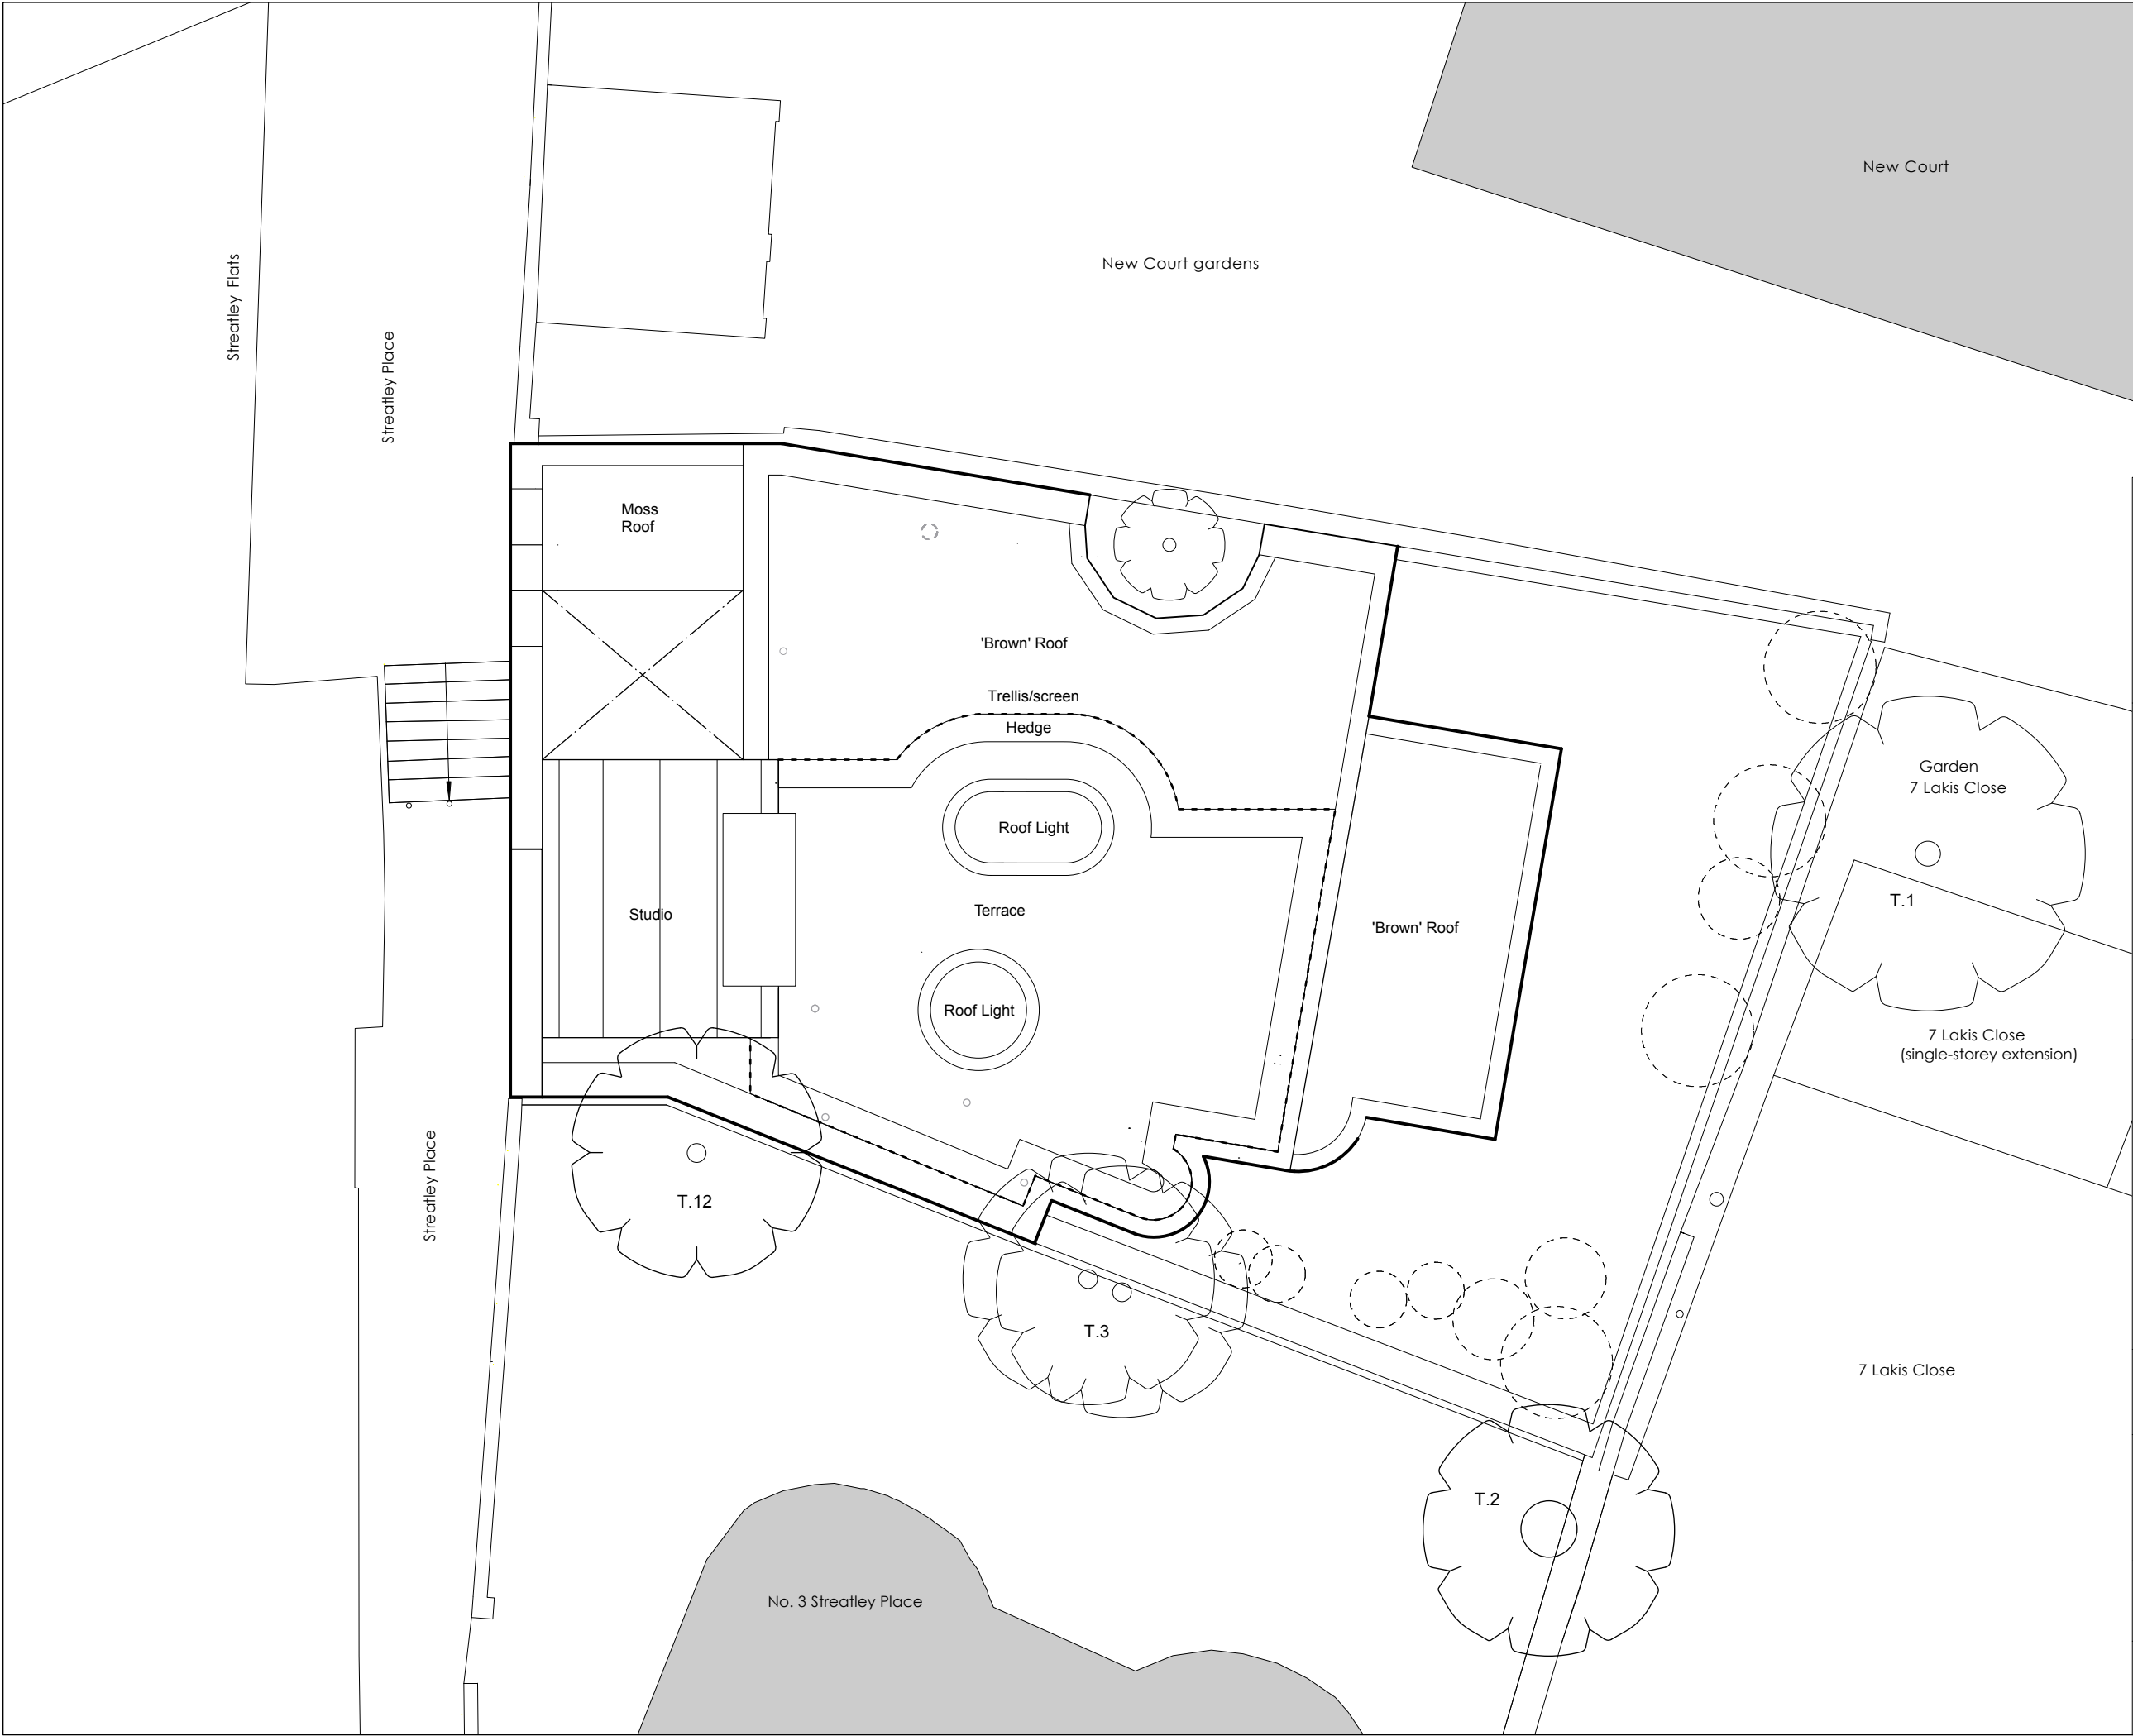 New Court
New Court gardens
Streatley Flats
Streatley Place
Moss
Roof
'Brown' Roof
Trellis/screen
Hedge
Roof Light
Garden
7 Lakis Close
T.1
Studio
Terrace
'Brown' Roof
Roof Light
7 Lakis Close
(single-storey extension)
Streatley Place
T.12
T.3
7 Lakis Close
T.2
No. 3 Streatley Place